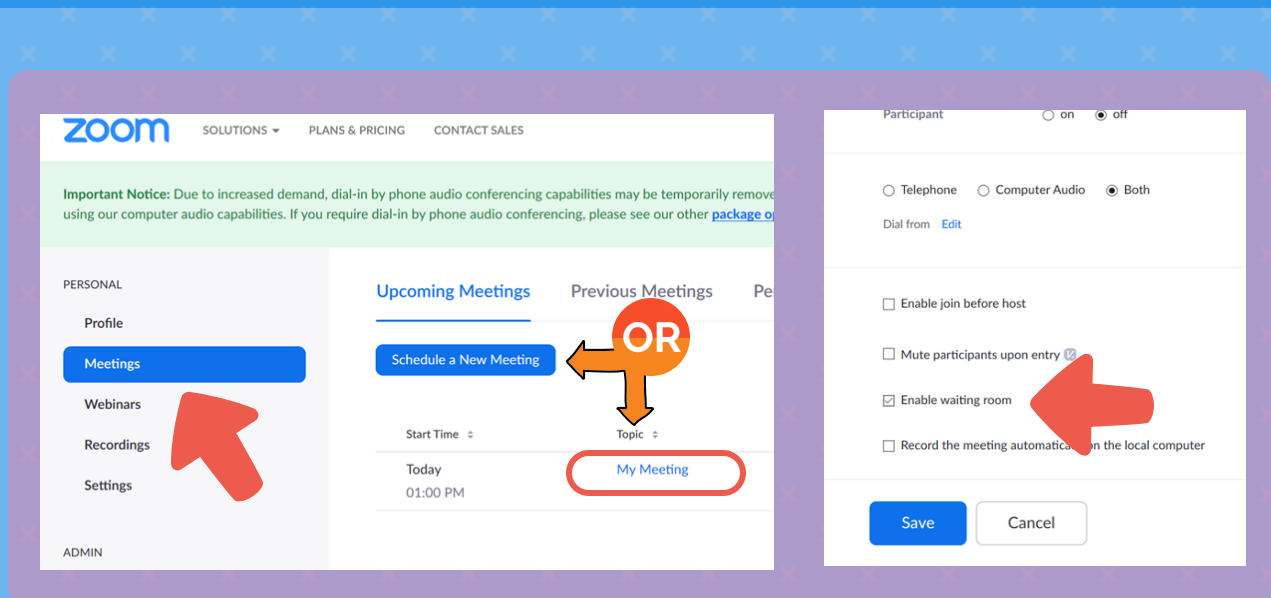 zoom
SOLUTIONS
PLANS & PRICING
CONTACT SALES
Important Notice: Due to increased demand, dial-in by phone audio conferencing capabilities may be temporarily remove
using our computer audio capabilities. If you require dial-in by phone audio conferencing, please see our other package
PERSONAL
Profile
Meetings
Webinars
Recordings
Settings
ADMIN
Upcoming Meetings
Previous Meetings
Pe
OR
Schedule a New Meeting
Start Time
Topic
Today
My Meeting
01:00 PM
Participant
on
off
Telephone
Computer Audio
Both
Dial from Edit
Enable join before host
Mute participants upon entry
Enable waiting room
Record the meeting the local computer
Save
Cancel